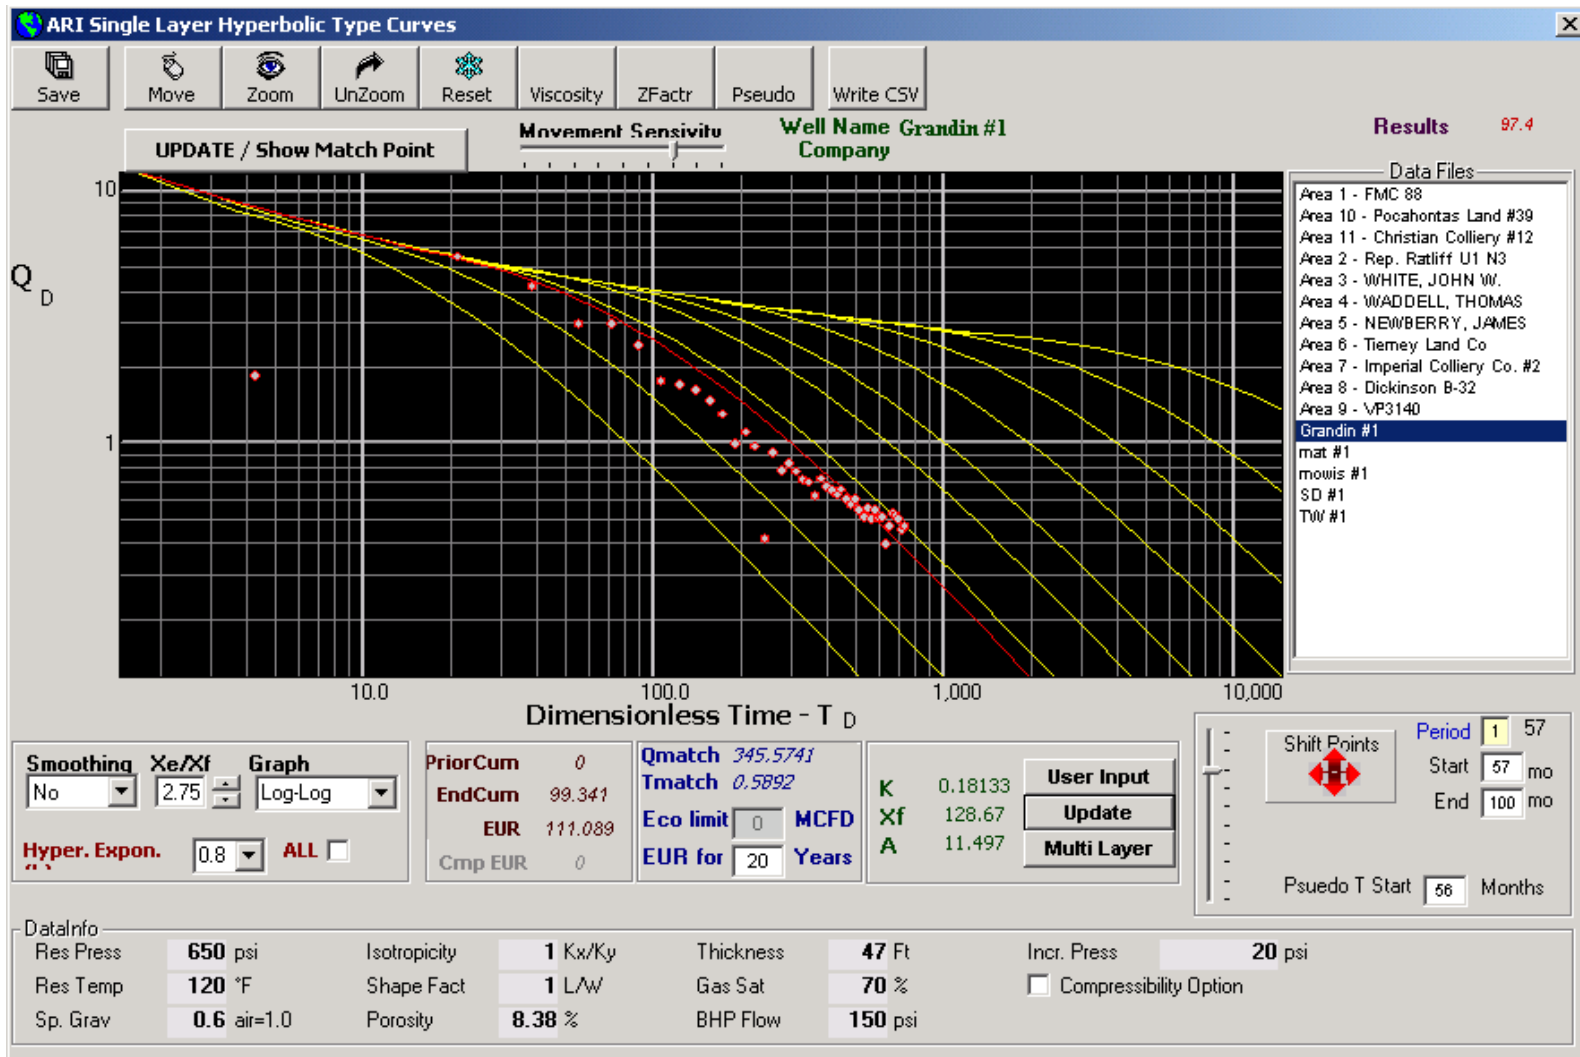 ARI Single Layer Hyperbolic Type Curves
Save Move Zoom UnZoom Reset Viscosity ZFactr Pseudo Write CSV
UPDATE / Show Match Point
Movement Sensivity
Well Name Grandin #1
Company
Results 97.4
Data Files
Area 1 - FMC 88
Area 10 - Pocahontas Land #39
Area 11 - Christian Colliery #12
Area 2 - Rep. Ratliff U1 N3
Area 3 - WHITE, JOHN W.
Area 4 - WADDELL, THOMAS
Area 5 - NEWBERRY, JAMES
Area 6 - Tierney Land Co
Area 7 - Imperial Colliery Co. #2
Area 8 - Dickinson B-32
Area 9 - VP3140
Grandin #1
mat #1
mowis #1
SD #1
TW #1
10
Q D
1
10.0 100.0 1,000 10,000
Dimensionless Time - T D
Smoothing Xe/Xf Graph
No 2.75 Log-Log
Hyper. Expon. 0.8 ALL
PriorCum 0
EndCum 99.341
EUR 111.089
Cmp EUR 0
Qmatch 345.5741
Tmatch 0.5892
Eco limit 0 MCFD
EUR for 20 Years
K 0.18133
Xf 128.67
A 11.497
User Input
Update
Multi Layer
Shift Points
Period 1 57
Start 57 mo
End 100 mo
Psuedo T Start 56 Months
DataInfo
Res Press 650 psi Isotropicity 1 Kx/Ky Thickness 47 Ft Incr. Press 20 psi
Res Temp 120 °F Shape Fact 1 L/W Gas Sat 70 % Compressibility Option
Sp. Grav 0.6 air=1.0 Porosity 8.38 % BHP Flow 150 psi